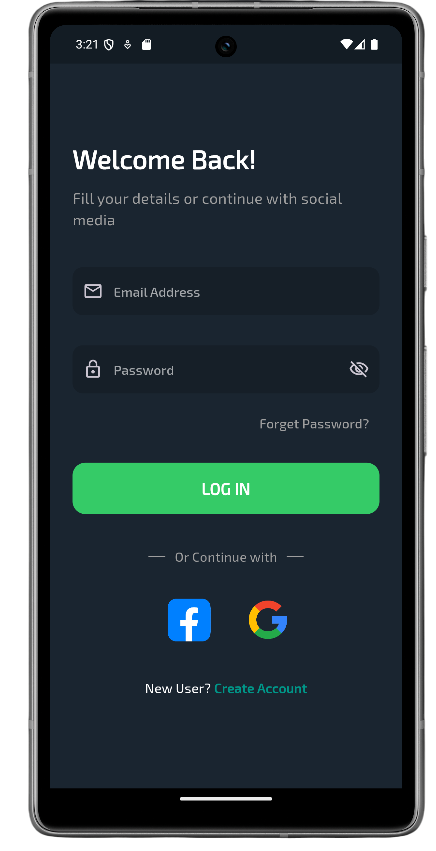 3:21
Welcome Back!
Fill your details or continue with social
media
Email Address
Password
Forget Password?
LOG IN
Or Continue with
New User? Create Account